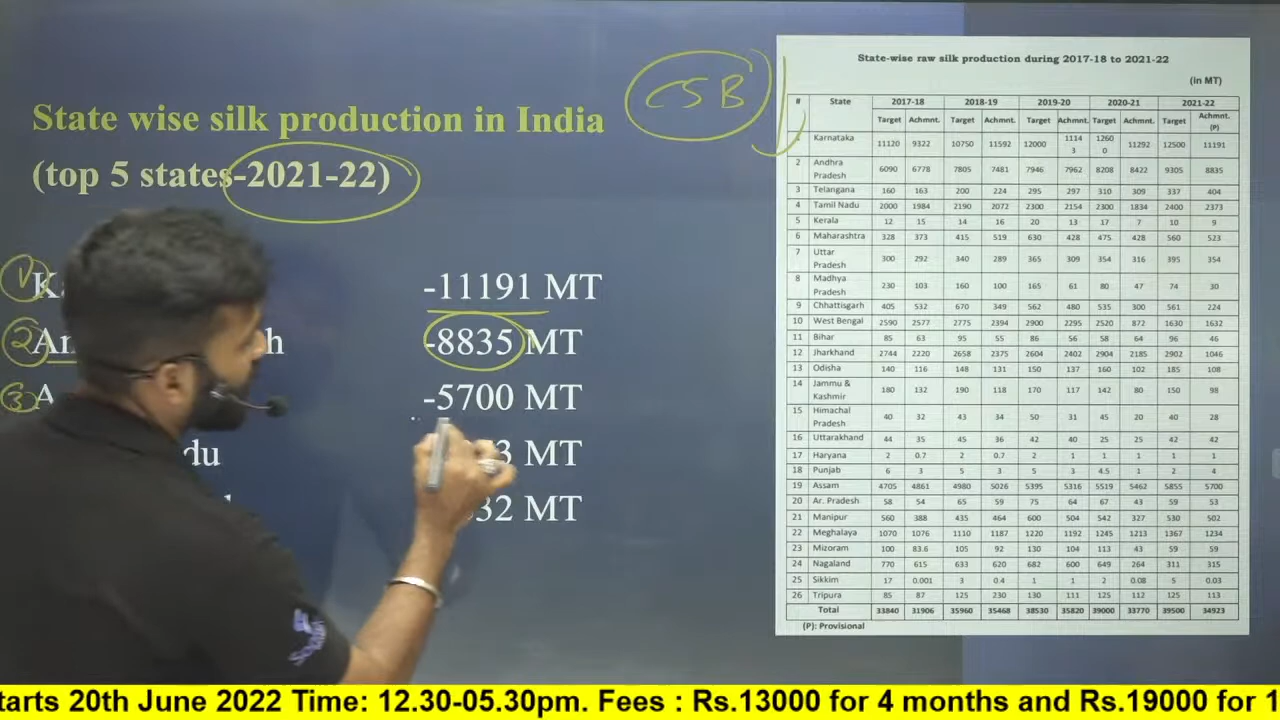 State wise silk production in India
(top 5 states-2021-22)
CSB
1 K
-11191 MT
2 An h
-8835 MT
3 A
-5700 MT
du
3 MT
32 MT
State-wise raw silk production during 2017-18 to 2021-22
(in MT)
# State 2017-18 2018-19 2019-20 2020-21 2021-22
Target Achmnt. Target Achmnt. Target Achmnt. Target Achmnt. Target Achmnt. (P)
1 Karnataka 11120 9322 10750 11592 12000 11143 12600 11292 12500 11191
2 Andhra Pradesh 6090 6778 7805 7481 7946 7962 8208 8422 9305 8835
3 Telangana 160 163 200 224 295 297 310 309 337 404
4 Tamil Nadu 2000 1984 2190 2072 2300 2154 2300 1834 2400 2373
5 Kerala 12 15 14 16 20 13 17 7 10 9
6 Maharashtra 328 373 415 519 630 428 475 428 560 523
7 Uttar Pradesh 300 292 340 289 365 309 354 316 395 354
8 Madhya Pradesh 230 103 160 100 165 61 80 47 74 30
9 Chhattisgarh 405 532 670 349 562 480 535 300 561 224
10 West Bengal 2590 2577 2775 2394 2900 2295 2520 872 1630 1632
11 Bihar 85 63 95 55 86 56 58 64 96 46
12 Jharkhand 2744 2220 2658 2375 2604 2402 2904 2185 2902 1046
13 Odisha 140 116 148 131 150 137 160 102 185 108
14 Jammu & Kashmir 180 132 190 118 170 117 142 80 150 98
15 Himachal Pradesh 40 32 43 34 50 31 45 20 40 28
16 Uttarakhand 44 35 45 36 42 40 25 25 42 42
17 Haryana 2 0.7 2 0.7 2 1 1 1 1 1
18 Punjab 6 3 5 3 5 3 4.5 1 2 4
19 Assam 4705 4861 4980 5026 5395 5316 5519 5462 5855 5700
20 Ar. Pradesh 58 54 65 59 75 64 67 43 59 53
21 Manipur 560 388 435 464 600 504 542 327 530 502
22 Meghalaya 1070 1076 1110 1187 1220 1192 1245 1213 1367 1234
23 Mizoram 100 83.6 105 92 130 104 113 43 59 59
24 Nagaland 770 615 633 620 682 600 649 264 311 315
25 Sikkim 17 0.001 3 0.4 1 1 2 0.08 5 0.03
26 Tripura 85 87 125 230 130 111 125 112 125 113
Total 33840 31906 35960 35468 38530 35820 39000 33770 39500 34923
(P): Provisional
tarts 20th June 2022 Time: 12.30-05.30pm. Fees : Rs.13000 for 4 months and Rs.19000 for 1